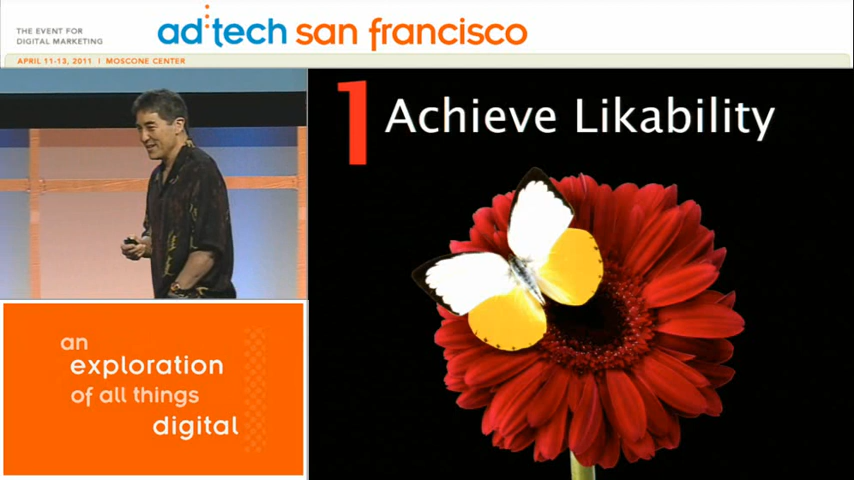 THE EVENT FOR
DIGITAL MARKETING
ad:tech san francisco
APRIL 11-13, 2011 | MOSCONE CENTER
1 Achieve Likability
an
exploration
of all things
digital